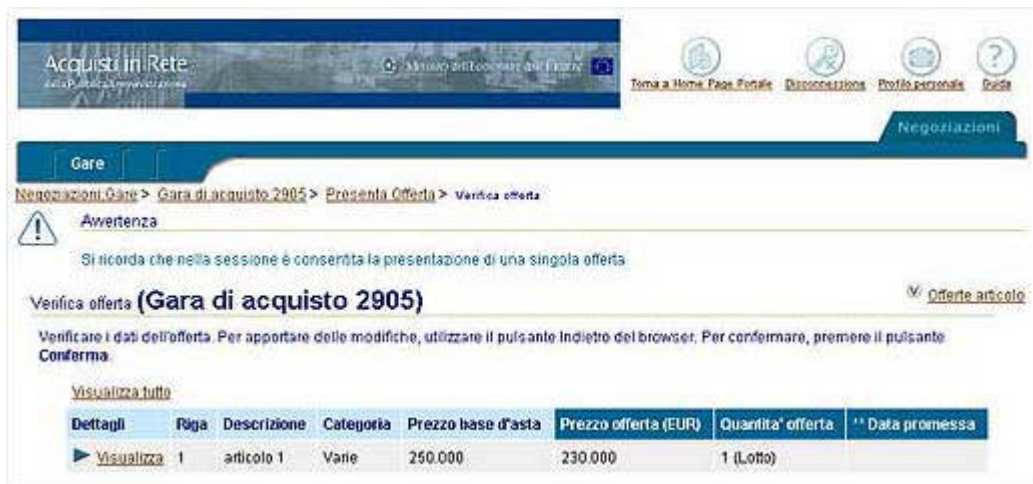 Acquisti in Rete
della Pubblica Amministrazione
Torna a Home Page Portale Disconnessione Profilo personale Guida
Negoziazioni
Gare
Negoziazioni Gare > Gara di acquisto 2905 > Presenta Offerta > Verifica offerta
Avvertenza
Si ricorda che nella sessione è consentita la presentazione di una singola offerta
Verifica offerta (Gara di acquisto 2905)
Offerte articolo
Verificare i dati dell'offerta. Per apportare delle modifiche, utilizzare il pulsante Indietro del browser. Per confermare, premere il pulsante
Conferma.
Visualizza tutto
Dettagli Riga Descrizione Categoria Prezzo base d'asta Prezzo offerta (EUR) Quantita' offerta ** Data promessa
Visualizza 1 articolo 1 Varie 250.000 230.000 1 (Lotto)